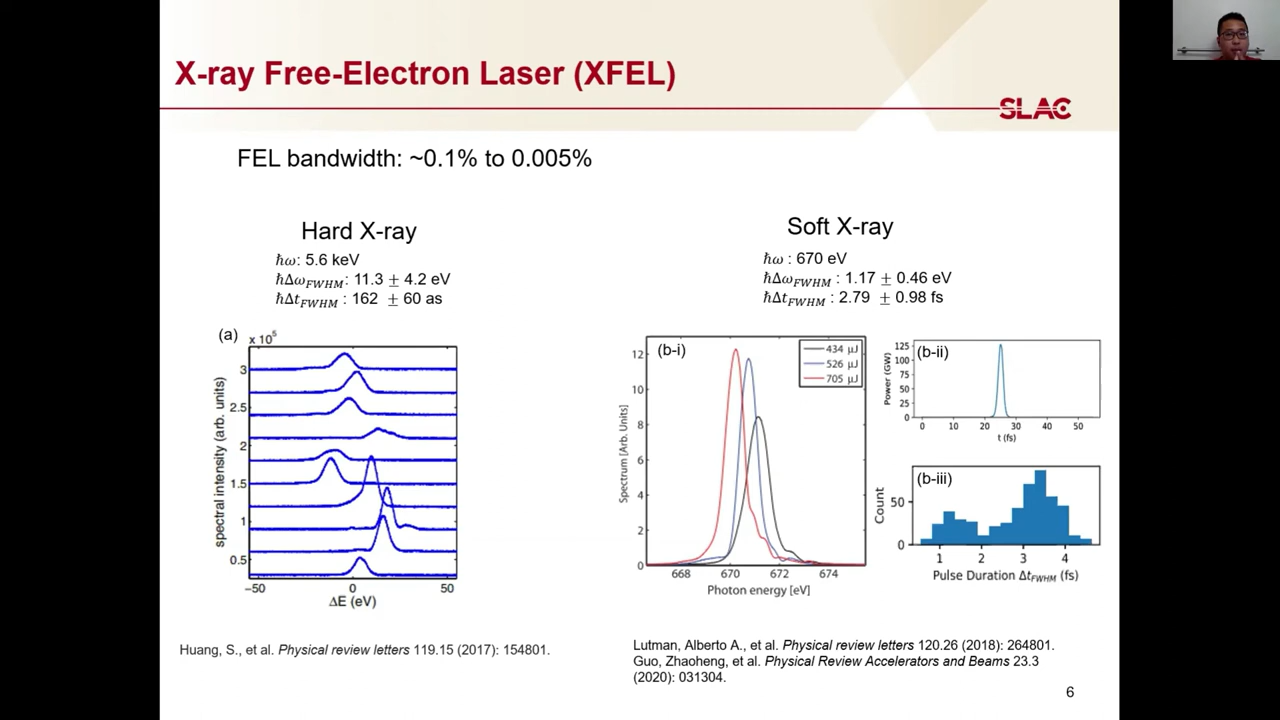 X-ray Free-Electron Laser (XFEL)
SLAC
FEL bandwidth: ~0.1% to 0.005%
Hard X-ray
ℏω: 5.6 keV
ℏΔω_FWHM: 11.3 ± 4.2 eV
ℏΔt_FWHM : 162 ± 60 as
Soft X-ray
ℏω : 670 eV
ℏΔω_FWHM : 1.17 ± 0.46 eV
ℏΔt_FWHM : 2.79 ± 0.98 fs
(a)
x 10⁵
3
2.5
2
1.5
1
0.5
spectral intensity (arb. units)
−50 0 50
ΔE (eV)
(b-i)
434 µJ
526 µJ
705 µJ
12
10
8
6
4
2
0
Spectrum [Arb. Units]
668 670 672 674
Photon energy [eV]
(b-ii)
125
100
75
50
25
0
Power (GW)
0 10 20 30 40 50
t (fs)
(b-iii)
50
0
Count
1 2 3 4
Pulse Duration Δt_FWHM (fs)
Huang, S., et al. Physical review letters 119.15 (2017): 154801.
Lutman, Alberto A., et al. Physical review letters 120.26 (2018): 264801.
Guo, Zhaoheng, et al. Physical Review Accelerators and Beams 23.3
(2020): 031304.
6